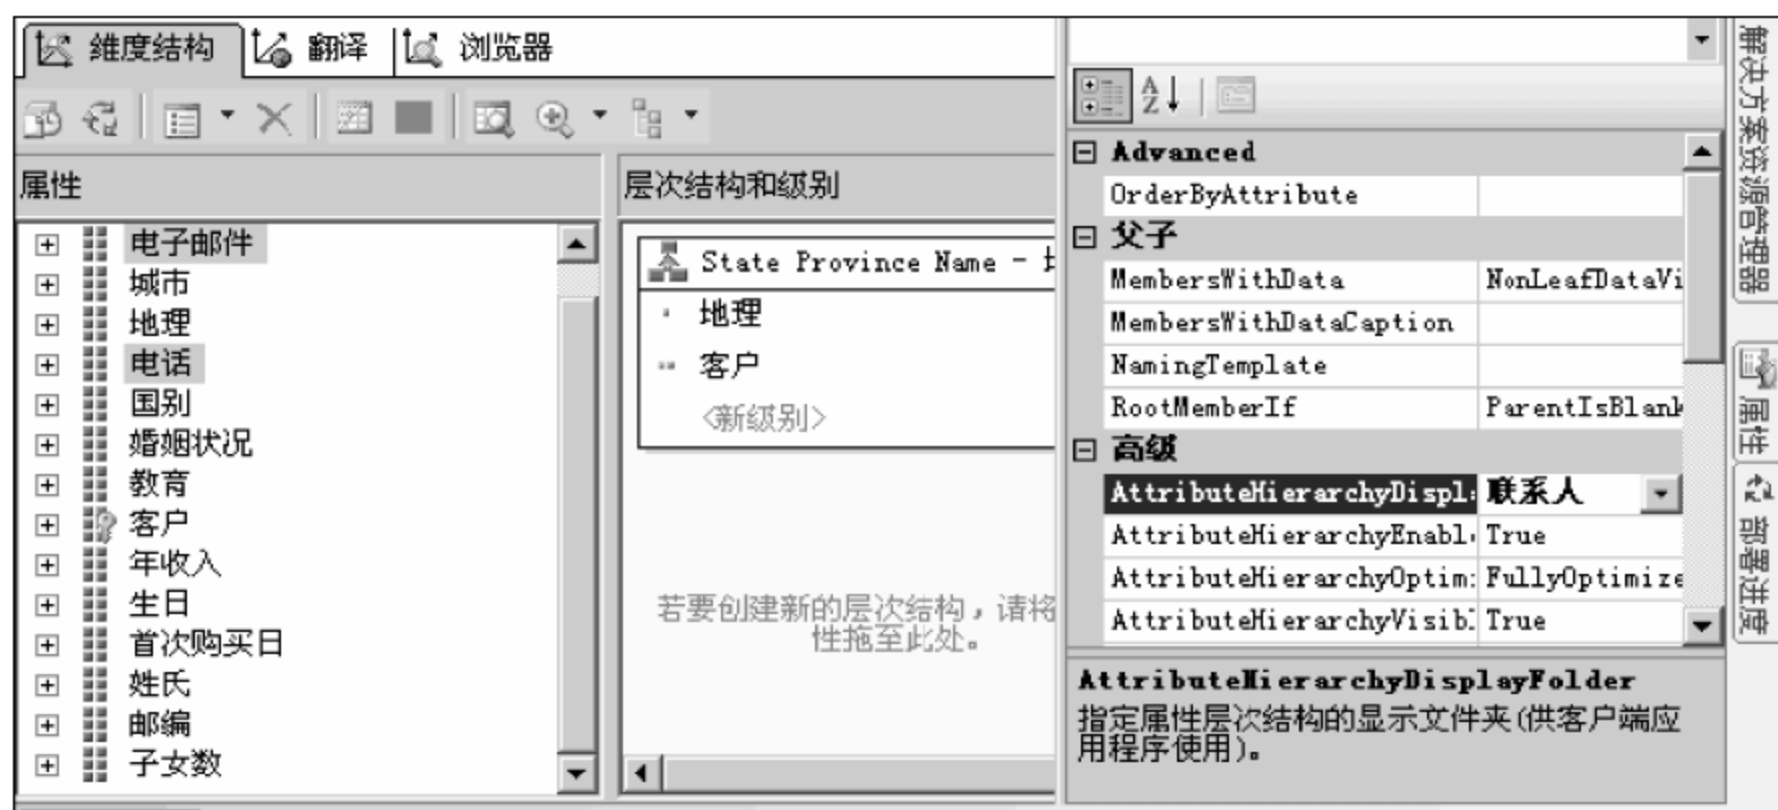 维度结构 翻译 浏览器
属性
电子邮件
城市
地理
电话
国别
婚姻状况
教育
客户
年收入
生日
首次购买日
姓氏
邮编
子女数
层次结构和级别
State Province Name - 地
地理
客户
<新级别>
若要创建新的层次结构，请将
性拖至此处。
Advanced
OrderByAttribute
父子
MembersWithData NonLeafDataVi
MembersWithDataCaption
NamingTemplate
RootMemberIf ParentIsBlank
高级
AttributeHierarchyDispl 联系人
AttributeHierarchyEnabl True
AttributeHierarchyOptim FullyOptimize
AttributeHierarchyVisib True
AttributeHierarchyDisplayFolder
指定属性层次结构的显示文件夹(供客户端应
用程序使用)。
解决方案资源管理器
属性
部署进度